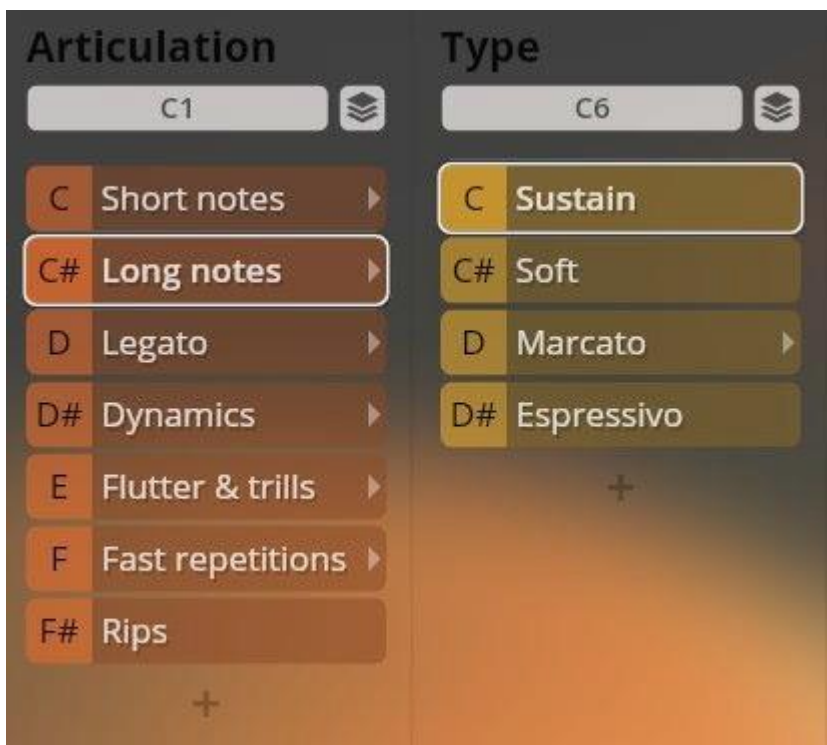 Articulation
C1
C Short notes
C# Long notes
D Legato
D# Dynamics
E Flutter & trills
F Fast repetitions
F# Rips
+
Type
C6
C Sustain
C# Soft
D Marcato
D# Espressivo
+